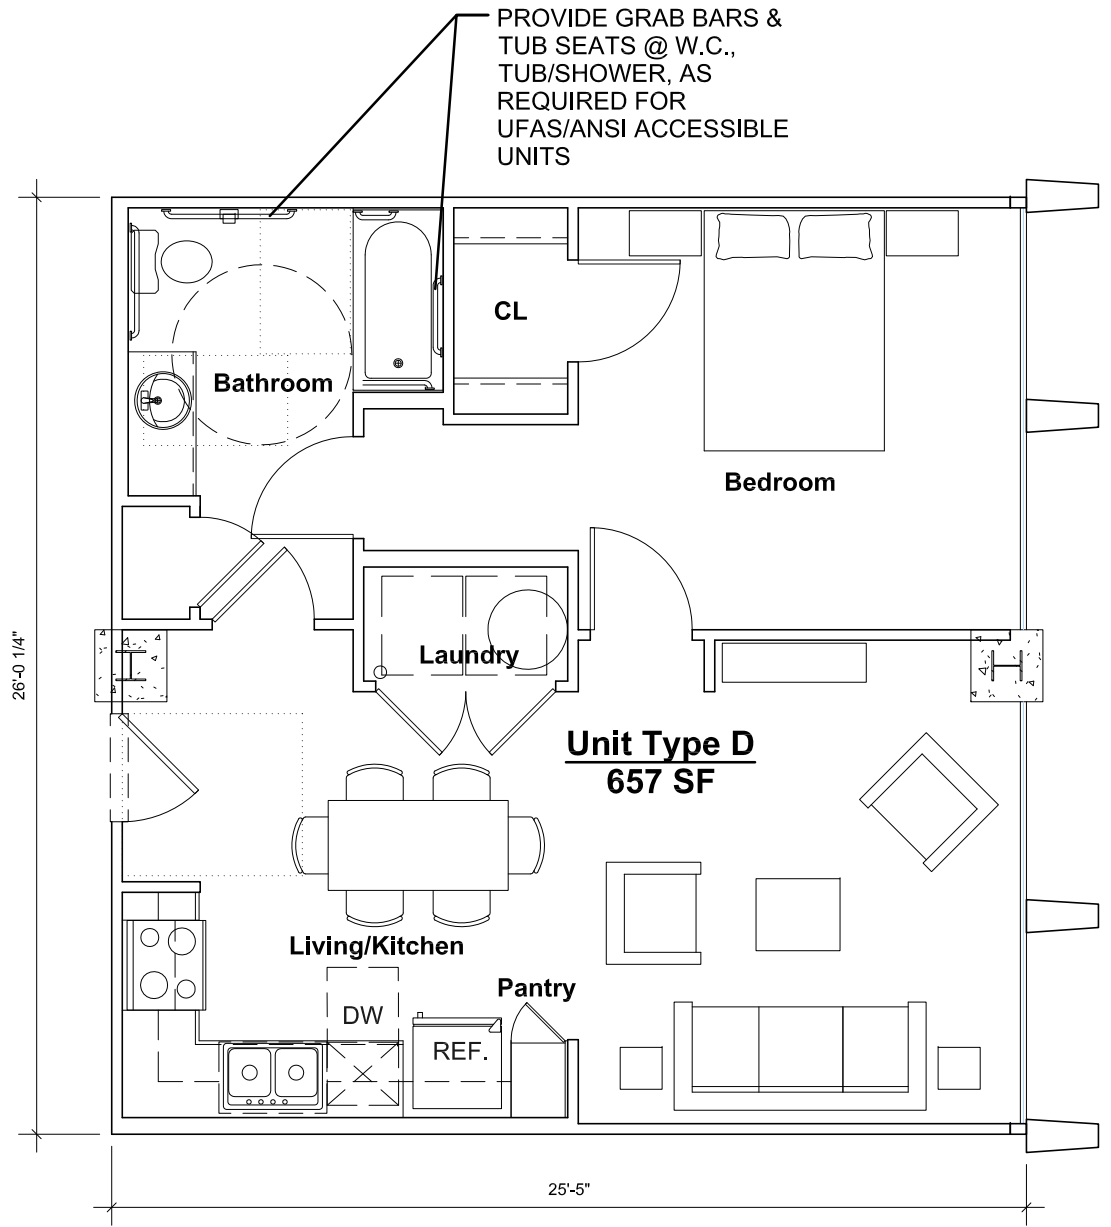 PROVIDE GRAB BARS &
TUB SEATS @ W.C.,
TUB/SHOWER, AS
REQUIRED FOR
UFAS/ANSI ACCESSIBLE
UNITS
CL
Bathroom
Bedroom
26'-0 1/4"
Laundry
Unit Type D
657 SF
Living/Kitchen
Pantry
DW
REF.
25'-5"